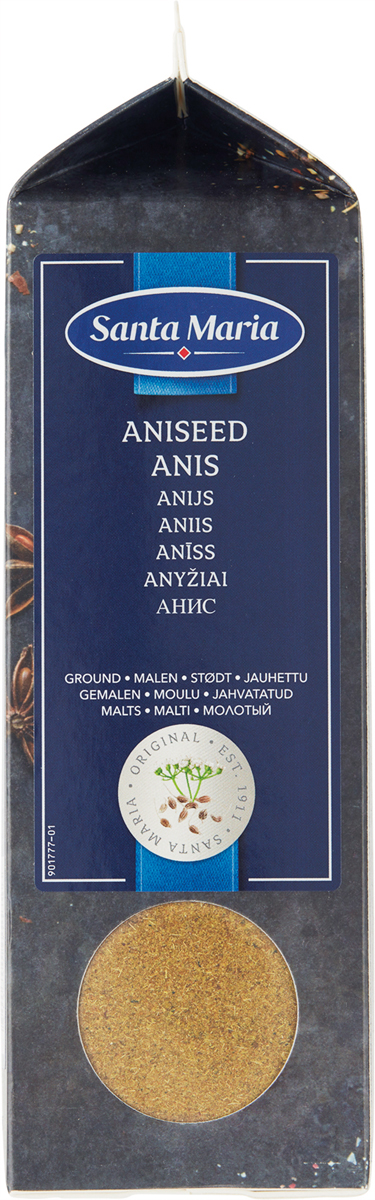 Santa Maria
ANISEED
ANIS
ANIJS
ANIIS
ANĪSS
ANYŽIAI
АНИС
GROUND • MALEN • STØDT • JAUHETTU
GEMALEN • MOULU • JAHVATATUD
MALTS • MALTI • МОЛОТЫЙ
ORIGINAL • EST. 1911 • SANTA MARIA •
901777-01